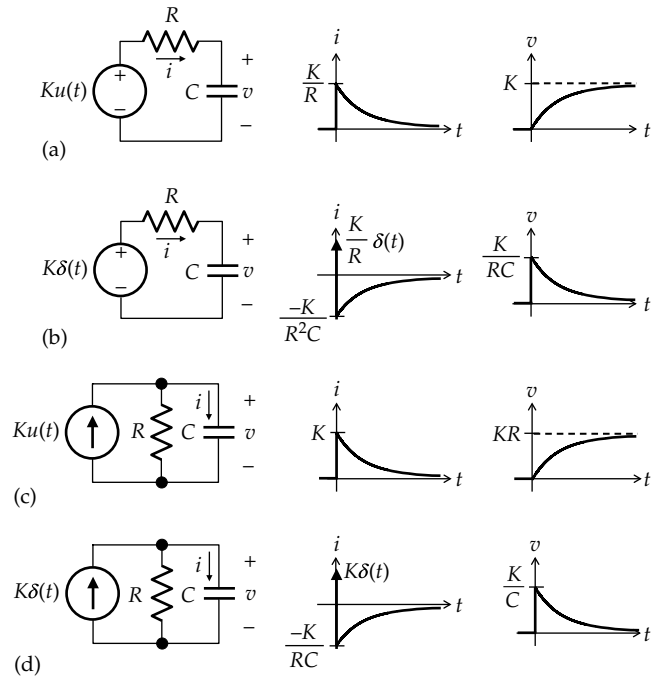 R
+
i
Ku(t)
+
−
C
v
−
(a)
i
K/R
t
v
K
t
R
+
i
Kδ(t)
+
−
C
v
−
(b)
i
K/R δ(t)
−K/R²C
t
v
K/RC
t
Ku(t)
R
i
C
+
v
−
(c)
i
K
t
v
KR
t
Kδ(t)
R
i
C
+
v
−
(d)
i
Kδ(t)
−K/RC
t
v
K/C
t